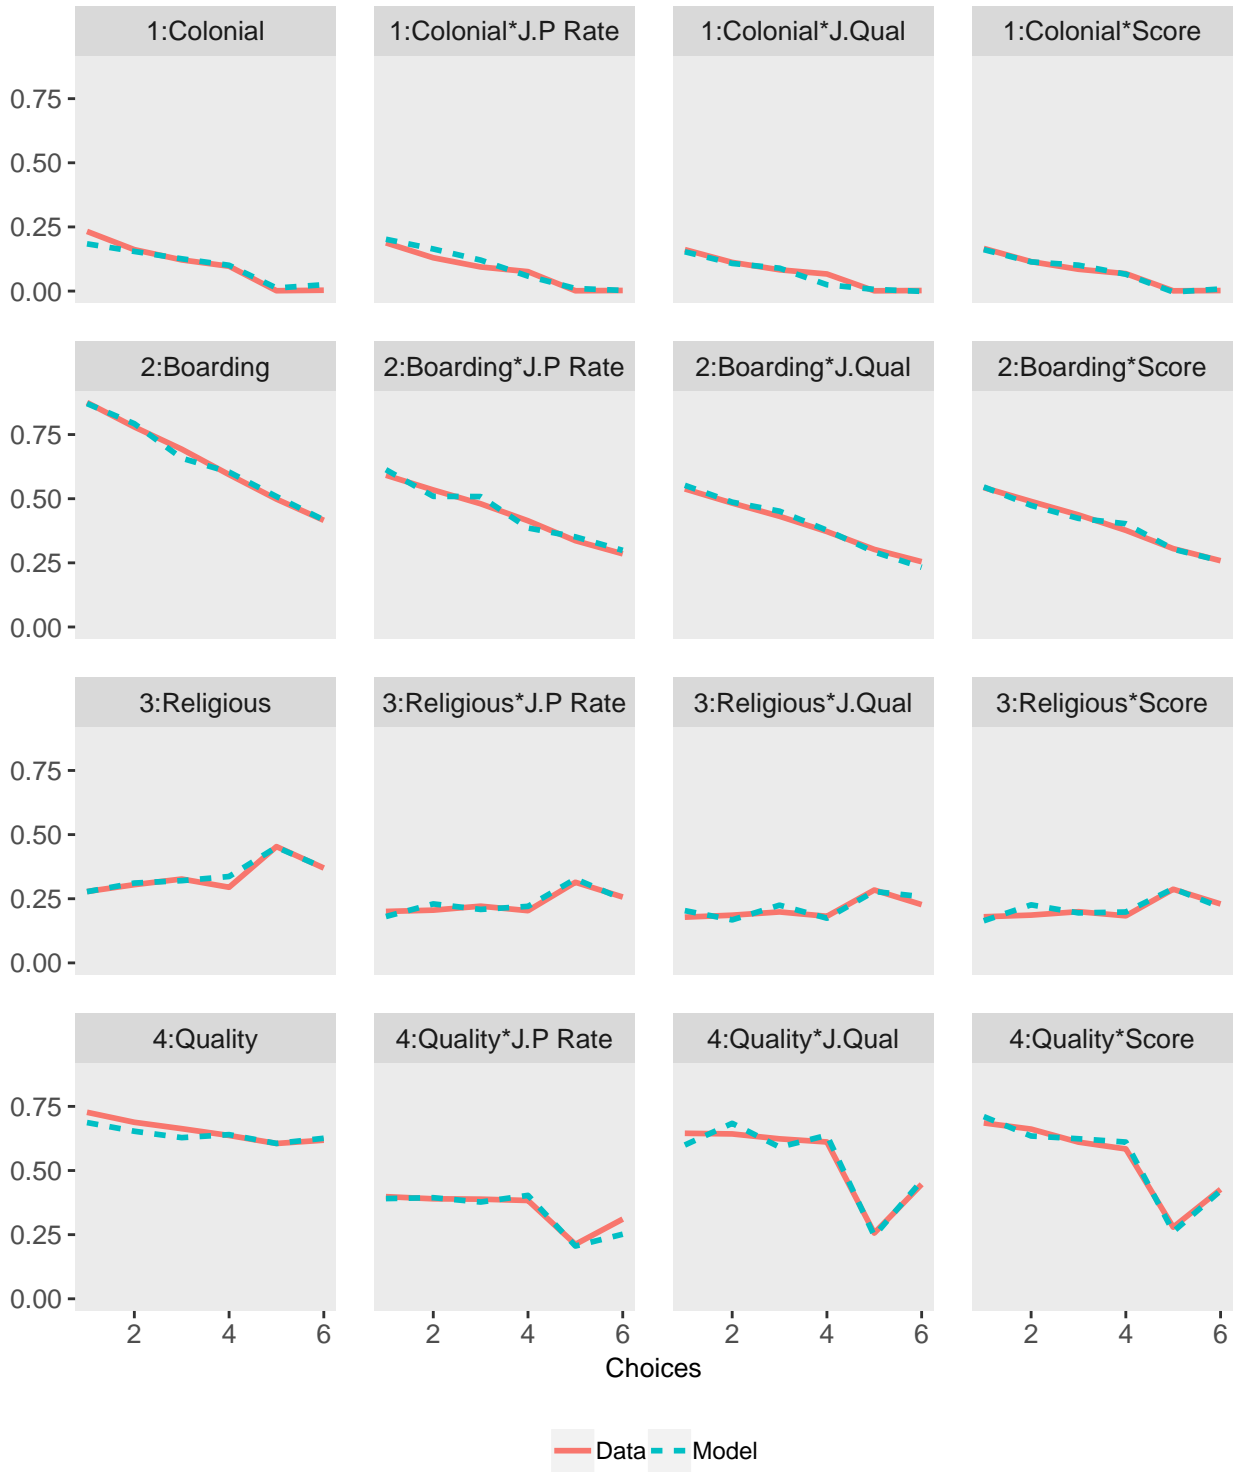 1:Colonial 1:Colonial*J.P Rate 1:Colonial*J.Qual 1:Colonial*Score
0.75
0.50
0.25
0.00
2:Boarding 2:Boarding*J.P Rate 2:Boarding*J.Qual 2:Boarding*Score
0.75
0.50
0.25
0.00
3:Religious 3:Religious*J.P Rate 3:Religious*J.Qual 3:Religious*Score
0.75
0.50
0.25
0.00
4:Quality 4:Quality*J.P Rate 4:Quality*J.Qual 4:Quality*Score
0.75
0.50
0.25
0.00
2 4 6 2 4 6 2 4 6 2 4 6
Choices
Data Model